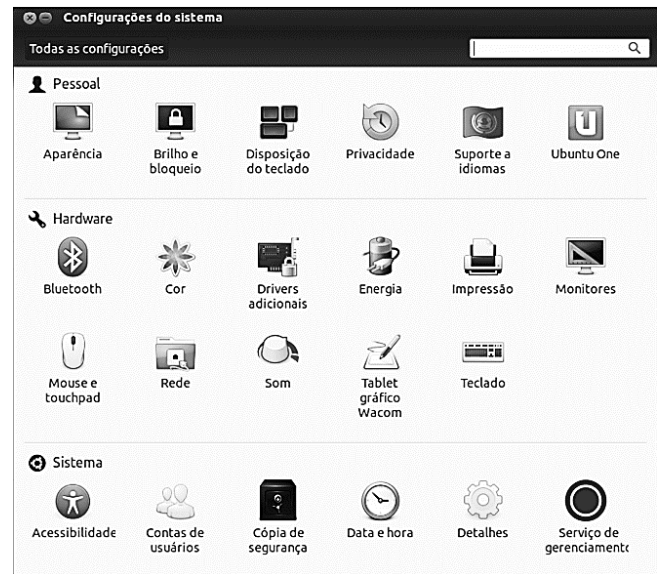 Configurações do sistema
Todas as configurações
Pessoal
Aparência
Brilho e
bloqueio
Disposição
do teclado
Privacidade
Suporte a
idiomas
Ubuntu One
Hardware
Bluetooth
Cor
Drivers
adicionais
Energia
Impressão
Monitores
Mouse e
touchpad
Rede
Som
Tablet
gráfico
Wacom
Teclado
Sistema
Acessibilidade
Contas de
usuários
Cópia de
segurança
Data e hora
Detalhes
Serviço de
gerenciamento